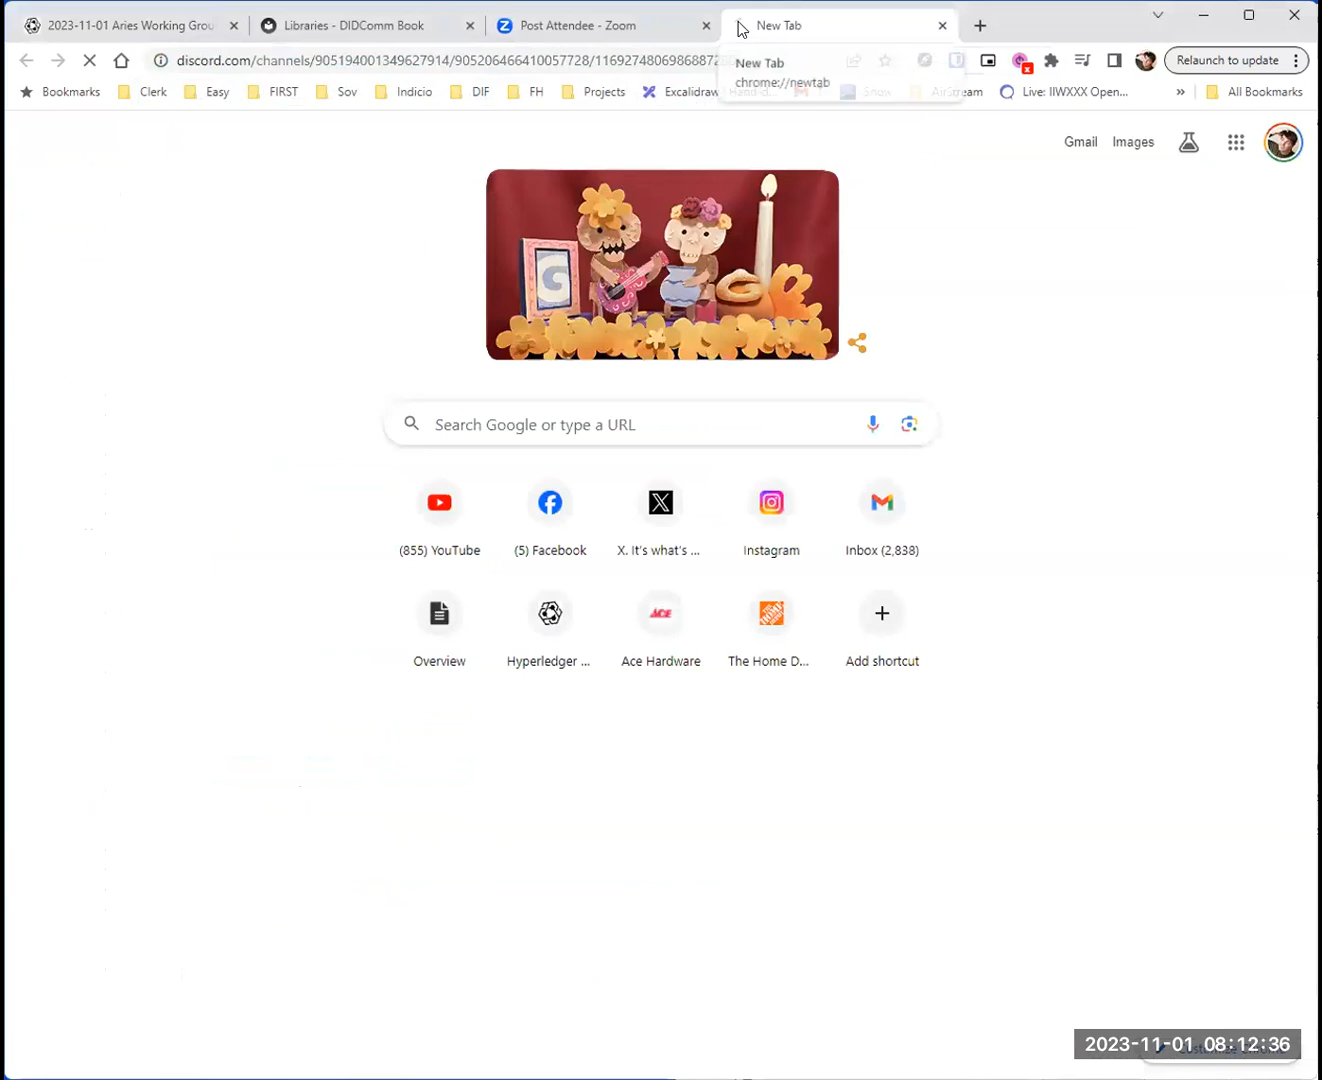 2023-11-01 Aries Working Grou
Libraries - DIDComm Book
Post Attendee - Zoom
New Tab
discord.com/channels/905194001349627914/905206466410057728/1169274806986887
Relaunch to update
New Tab
chrome://newtab
Bookmarks
Clerk
Easy
FIRST
Sov
Indicio
DIF
FH
Projects
Excalidraw
AirStream
Live: IIWXXX Open...
»
All Bookmarks
Gmail
Images
G
Search Google or type a URL
(855) YouTube
(5) Facebook
X. It's what's ...
Instagram
Inbox (2,838)
ACE
Overview
Hyperledger ...
Ace Hardware
The Home D...
Add shortcut
2023-11-01 08:12:36